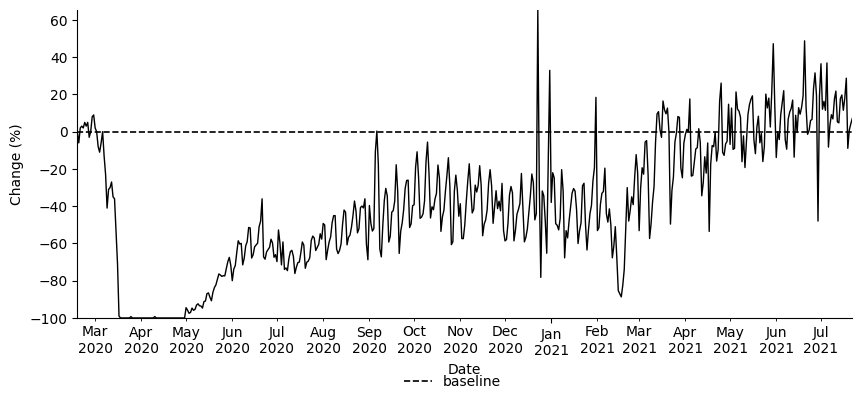 60
40
20
0
−20
−40
−60
−80
−100
Change (%)
Mar Apr May Jun Jul Aug Sep Oct Nov Dec Jan Feb Mar Apr May Jun Jul
2020 2020 2020 2020 2020 2020 2020 2020 2020 2020 2021 2021 2021 2021 2021 2021 2021
Date
baseline